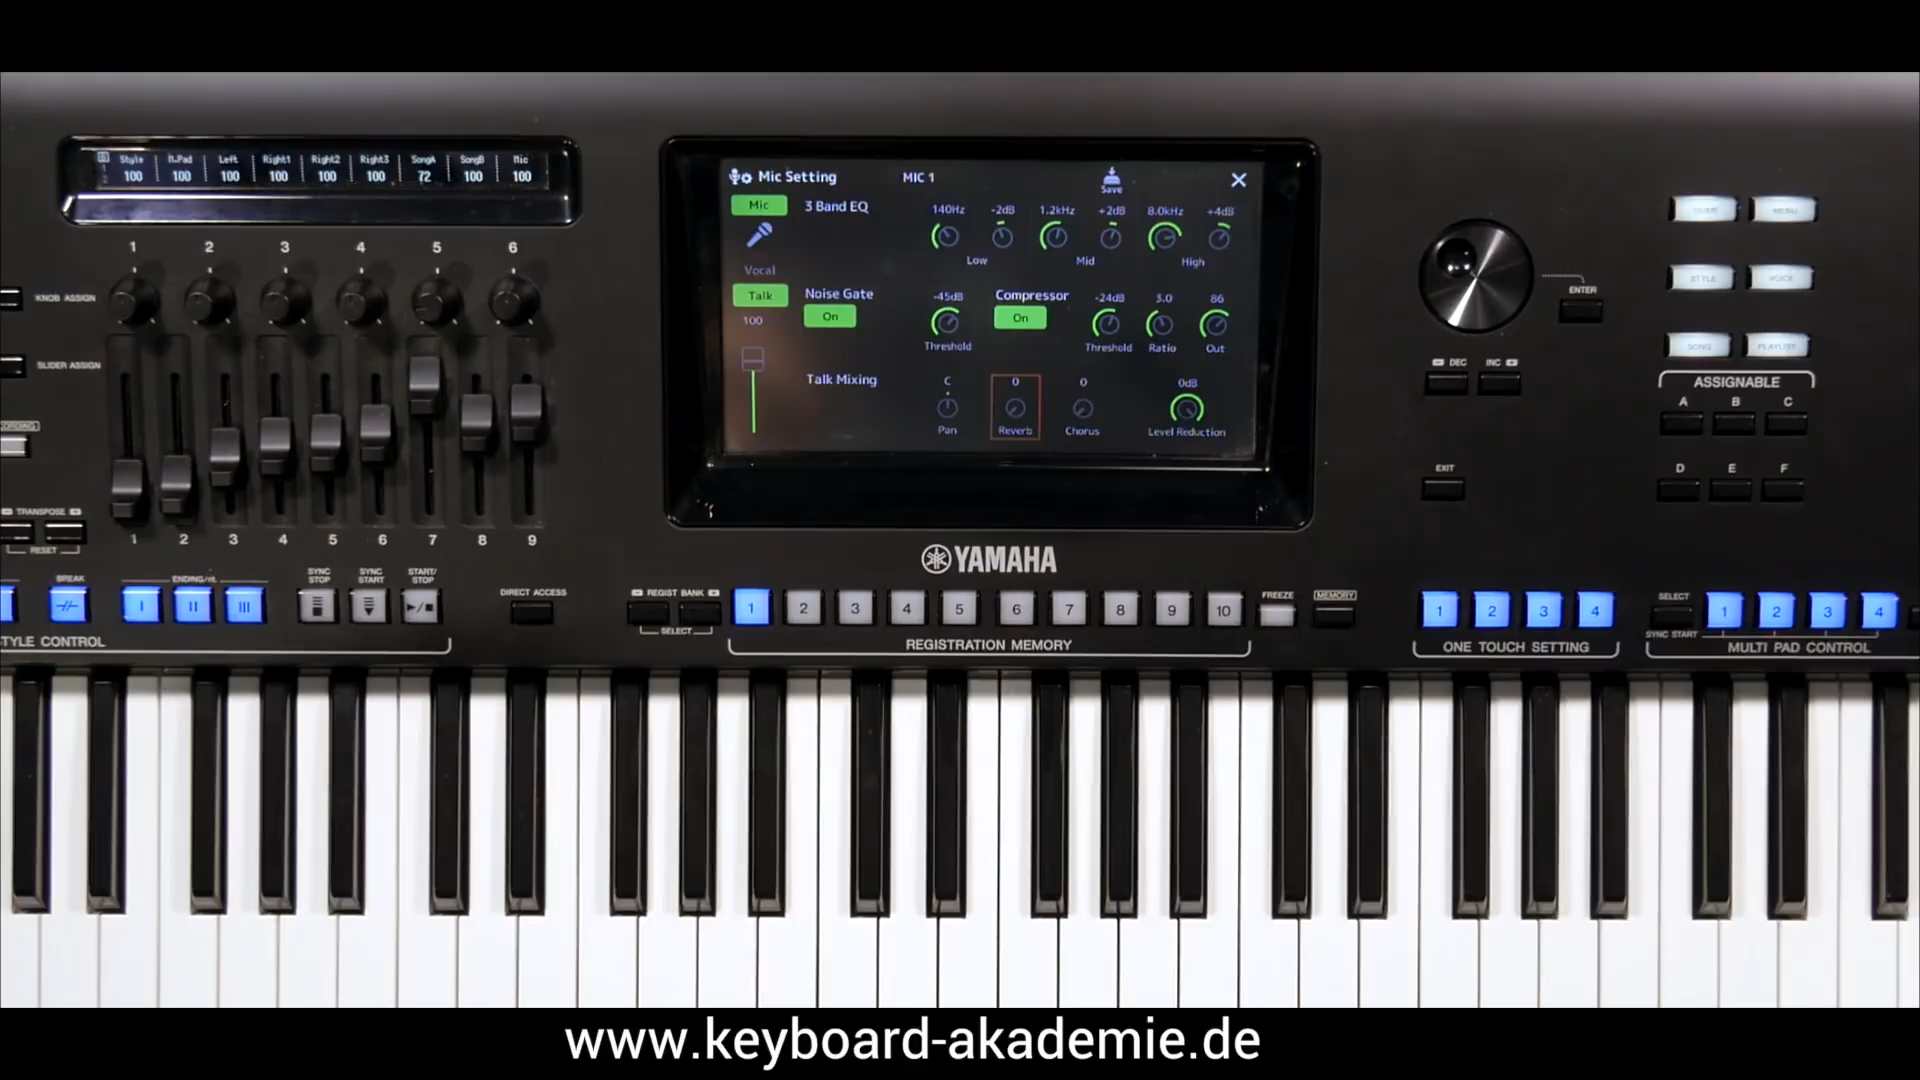 Style M.Pad Left Right1 Right2 Right3 SongA SongB Mic
100 100 100 100 100 100 72 100 100
1 2 3 4 5 6
KNOB ASSIGN
SLIDER ASSIGN
TRANSPOSE
RESET
1 2 3 4 5 6 7 8 9
Mic Setting MIC 1 Save
Mic 3 Band EQ 140Hz -2dB 1.2kHz +2dB 8.0kHz +4dB
Low Mid High
Vocal
Talk Noise Gate -45dB Compressor -24dB 3.0 86
100 On On
Threshold Threshold Ratio Out
Talk Mixing C 0 0 0dB
Pan Reverb Chorus Level Reduction
ENTER
DEC INC
EXIT
STYLE VOICE
SONG PLAYLIST
ASSIGNABLE
A B C
D E F
YAMAHA
BREAK ENDING/rit. SYNC STOP SYNC START START/STOP
I II III
STYLE CONTROL
DIRECT ACCESS
REGIST BANK
SELECT
1 2 3 4 5 6 7 8 9 10
FREEZE MEMORY
REGISTRATION MEMORY
1 2 3 4
ONE TOUCH SETTING
SELECT
SYNC START
1 2 3 4
MULTI PAD CONTROL
www.keyboard-akademie.de